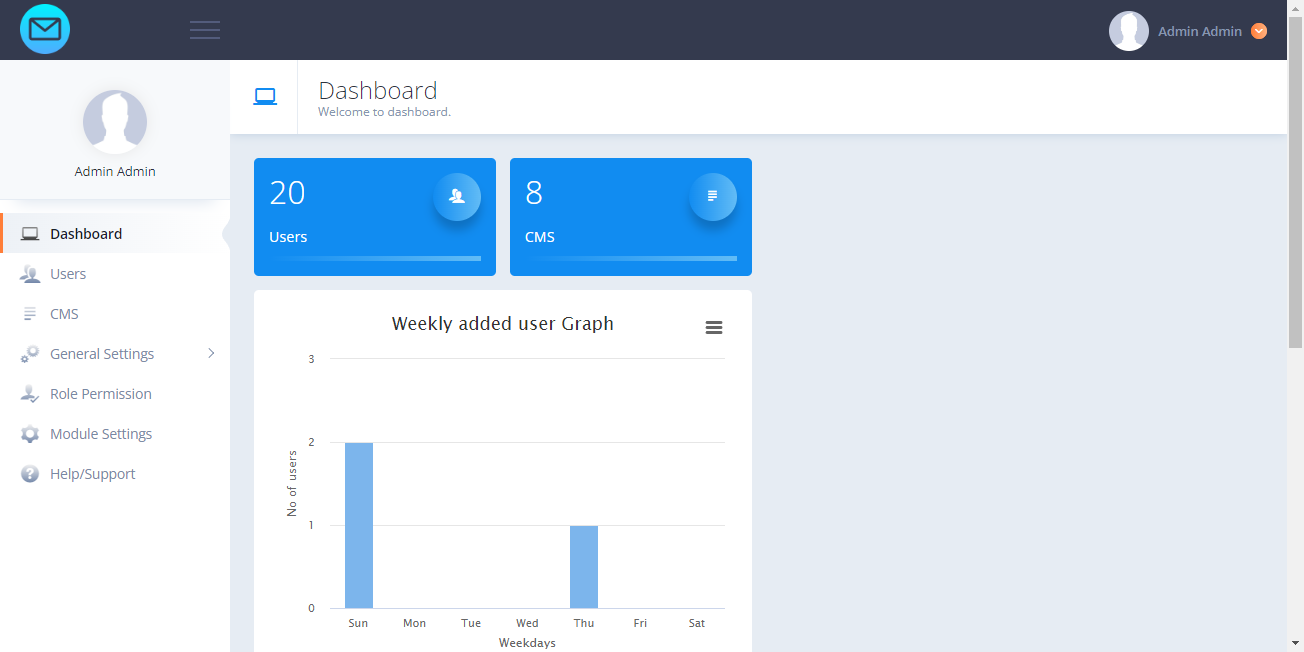 Admin Admin
Admin Admin
Dashboard
Users
CMS
General Settings
Role Permission
Module Settings
Help/Support
Dashboard
Welcome to dashboard.
20
Users
8
CMS
Weekly added user Graph
3
2
1
0
No of users
Sun Mon Tue Wed Thu Fri Sat
Weekdays